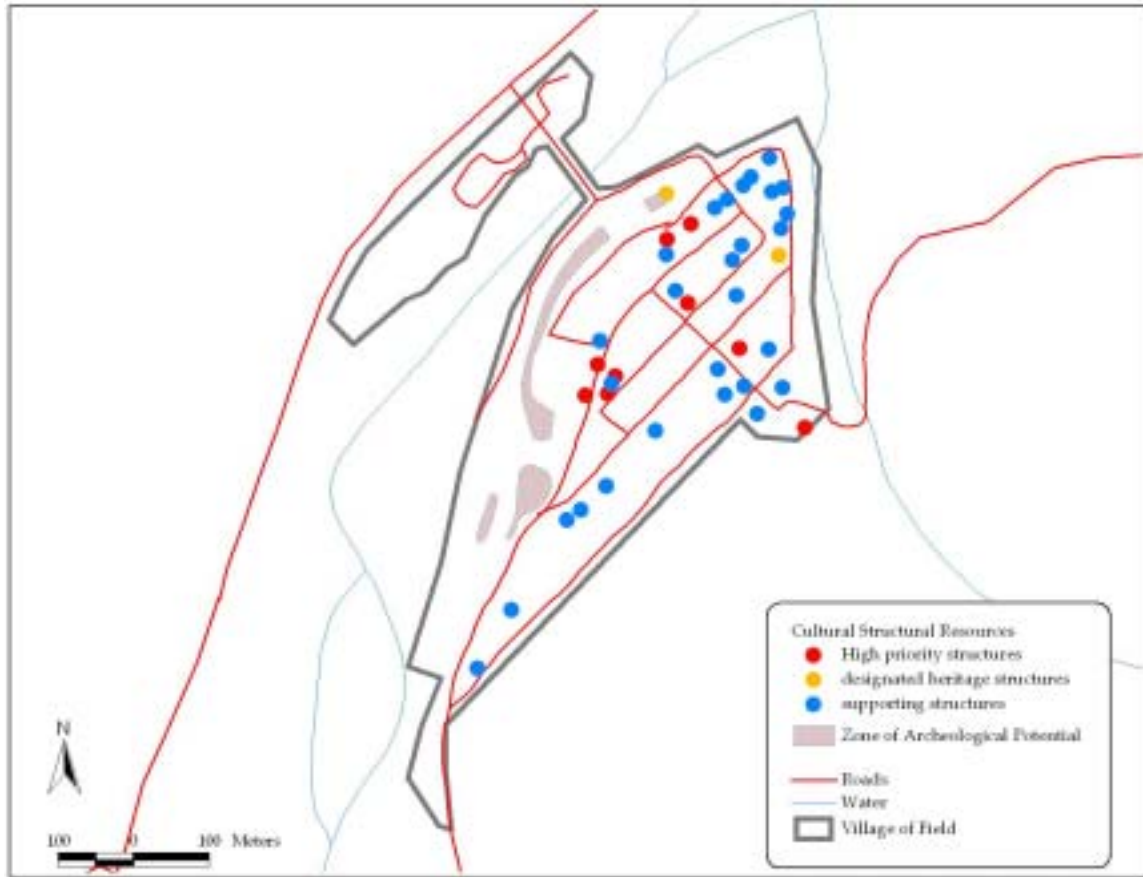 Cultural Structural Resources
High priority structures
designated heritage structures
supporting structures
Zone of Archeological Potential
Roads
Water
Village of Field
N
100 0 100 Meters